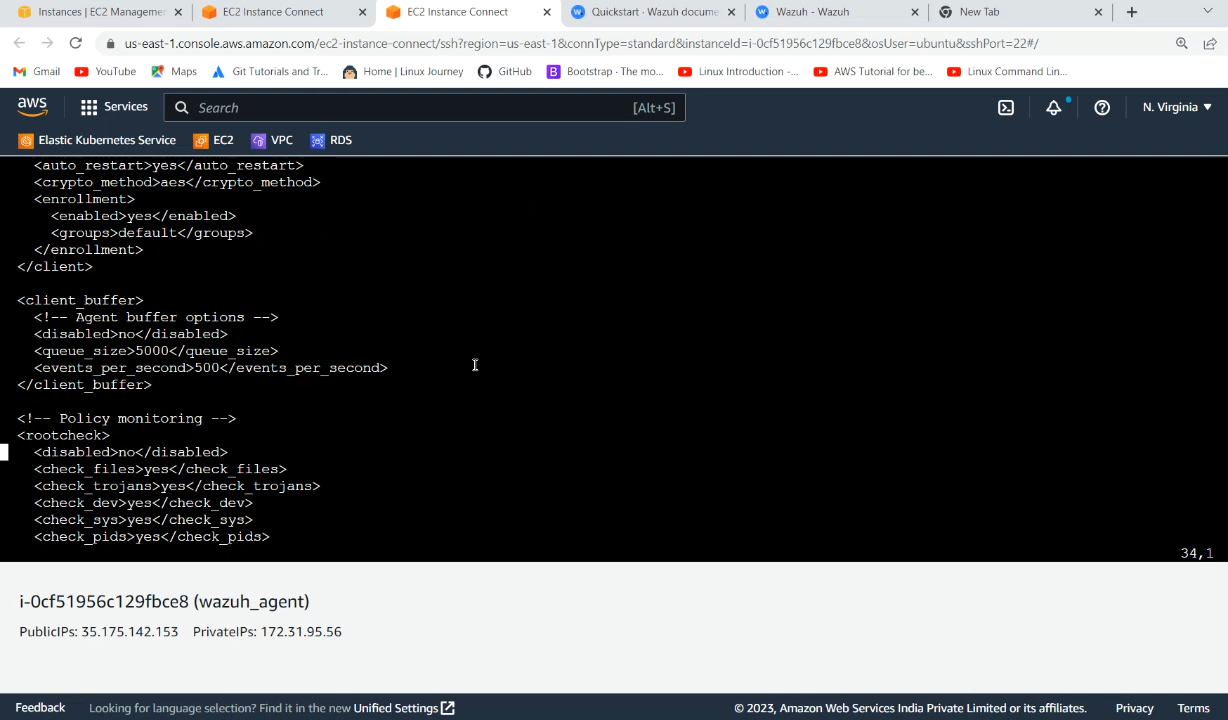 Instances | EC2 Managemen
EC2 Instance Connect
EC2 Instance Connect
Quickstart · Wazuh docume
Wazuh - Wazuh
New Tab
us-east-1.console.aws.amazon.com/ec2-instance-connect/ssh?region=us-east-1&connType=standard&instanceId=i-0cf51956c129fbce8&osUser=ubuntu&sshPort=22#/
Gmail YouTube Maps Git Tutorials and Tr... Home | Linux Journey GitHub Bootstrap · The mo... Linux Introduction -... AWS Tutorial for be... Linux Command Lin...
aws Services Search [Alt+S] N. Virginia
Elastic Kubernetes Service EC2 VPC RDS
<auto_restart>yes</auto_restart>
<crypto_method>aes</crypto_method>
<enrollment>
<enabled>yes</enabled>
<groups>default</groups>
</enrollment>
</client>
<client_buffer>
<!-- Agent buffer options -->
<disabled>no</disabled>
<queue_size>5000</queue_size>
<events_per_second>500</events_per_second>
</client_buffer>
<!-- Policy monitoring -->
<rootcheck>
<disabled>no</disabled>
<check_files>yes</check_files>
<check_trojans>yes</check_trojans>
<check_dev>yes</check_dev>
<check_sys>yes</check_sys>
<check_pids>yes</check_pids>
34,1
i-0cf51956c129fbce8 (wazuh_agent)
PublicIPs: 35.175.142.153 PrivateIPs: 172.31.95.56
Feedback Looking for language selection? Find it in the new Unified Settings © 2023, Amazon Web Services India Private Limited or its affiliates. Privacy Terms